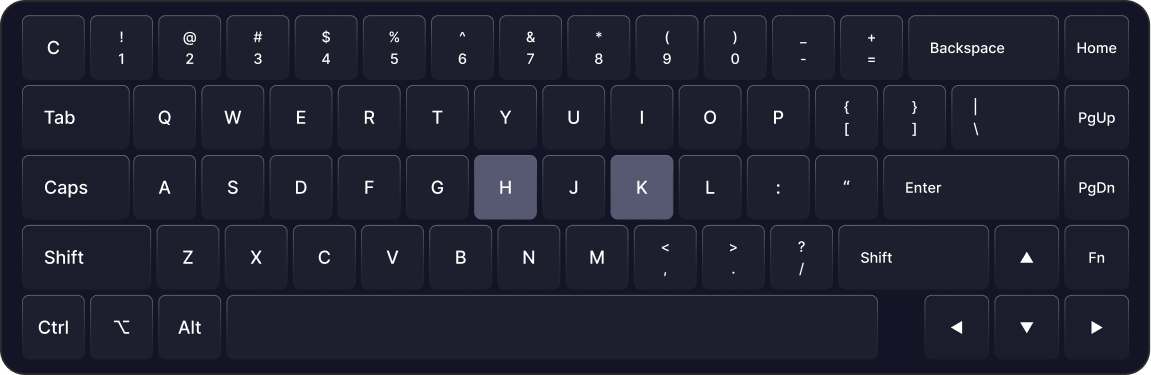 C ! @ # $ % ^ & * ( ) _ + Backspace Home
1 2 3 4 5 6 7 8 9 0 - =
Tab Q W E R T Y U I O P { } | PgUp
[ ] \
Caps A S D F G H J K L : “ Enter PgDn
Shift Z X C V B N M < > ? Shift ▲ Fn
, . /
Ctrl ⌥ Alt ◀ ▼ ▶